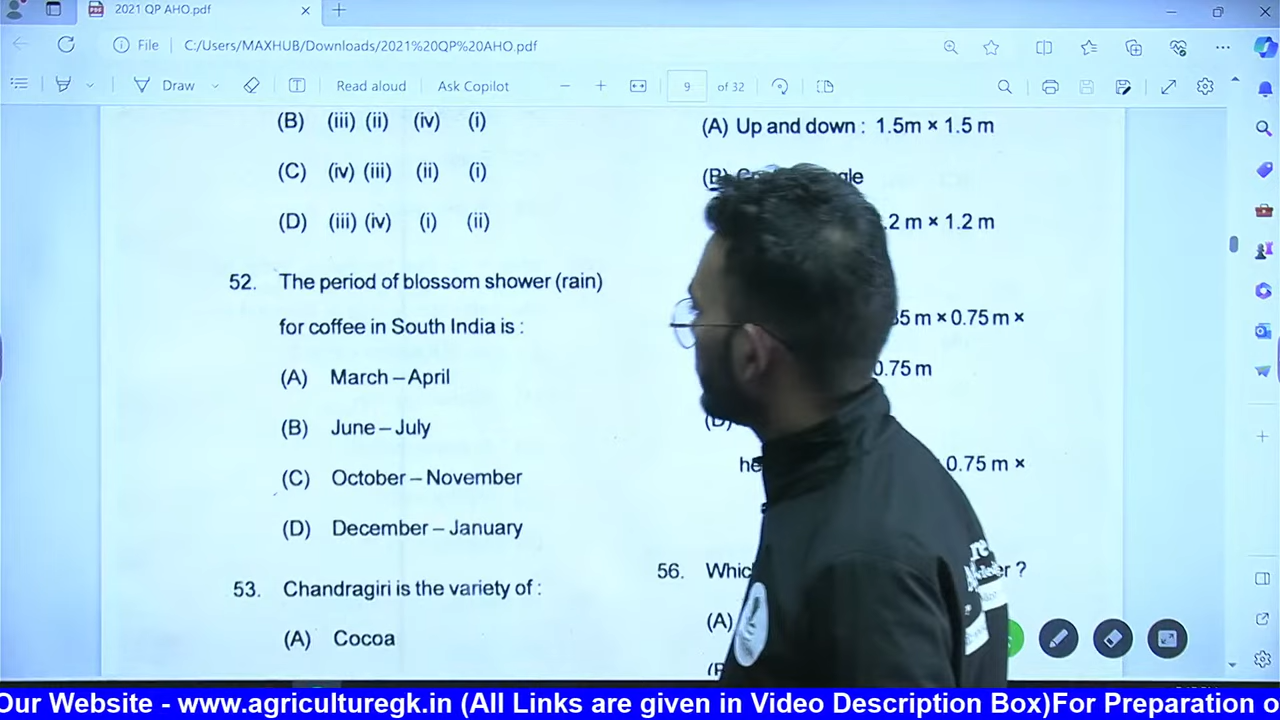 2021 QP AHO.pdf
File
C:/Users/MAXHUB/Downloads/2021%20QP%20AHO.pdf
Draw
Read aloud
Ask Copilot
9
of 32
(B) (iii) (ii) (iv) (i)
(C) (iv) (iii) (ii) (i)
(D) (iii) (iv) (i) (ii)
52. The period of blossom shower (rain)
for coffee in South India is :
(A) March – April
(B) June – July
(C) October – November
(D) December – January
53. Chandragiri is the variety of :
(A) Cocoa
(A) Up and down : 1.5m × 1.5 m
(B)
.2 m × 1.2 m
5 m × 0.75 m ×
0.75 m
(D)
he
0.75 m ×
56.
? 
(A)
Our Website - www.agriculturegk.in (All Links are given in Video Description Box)For Preparation o